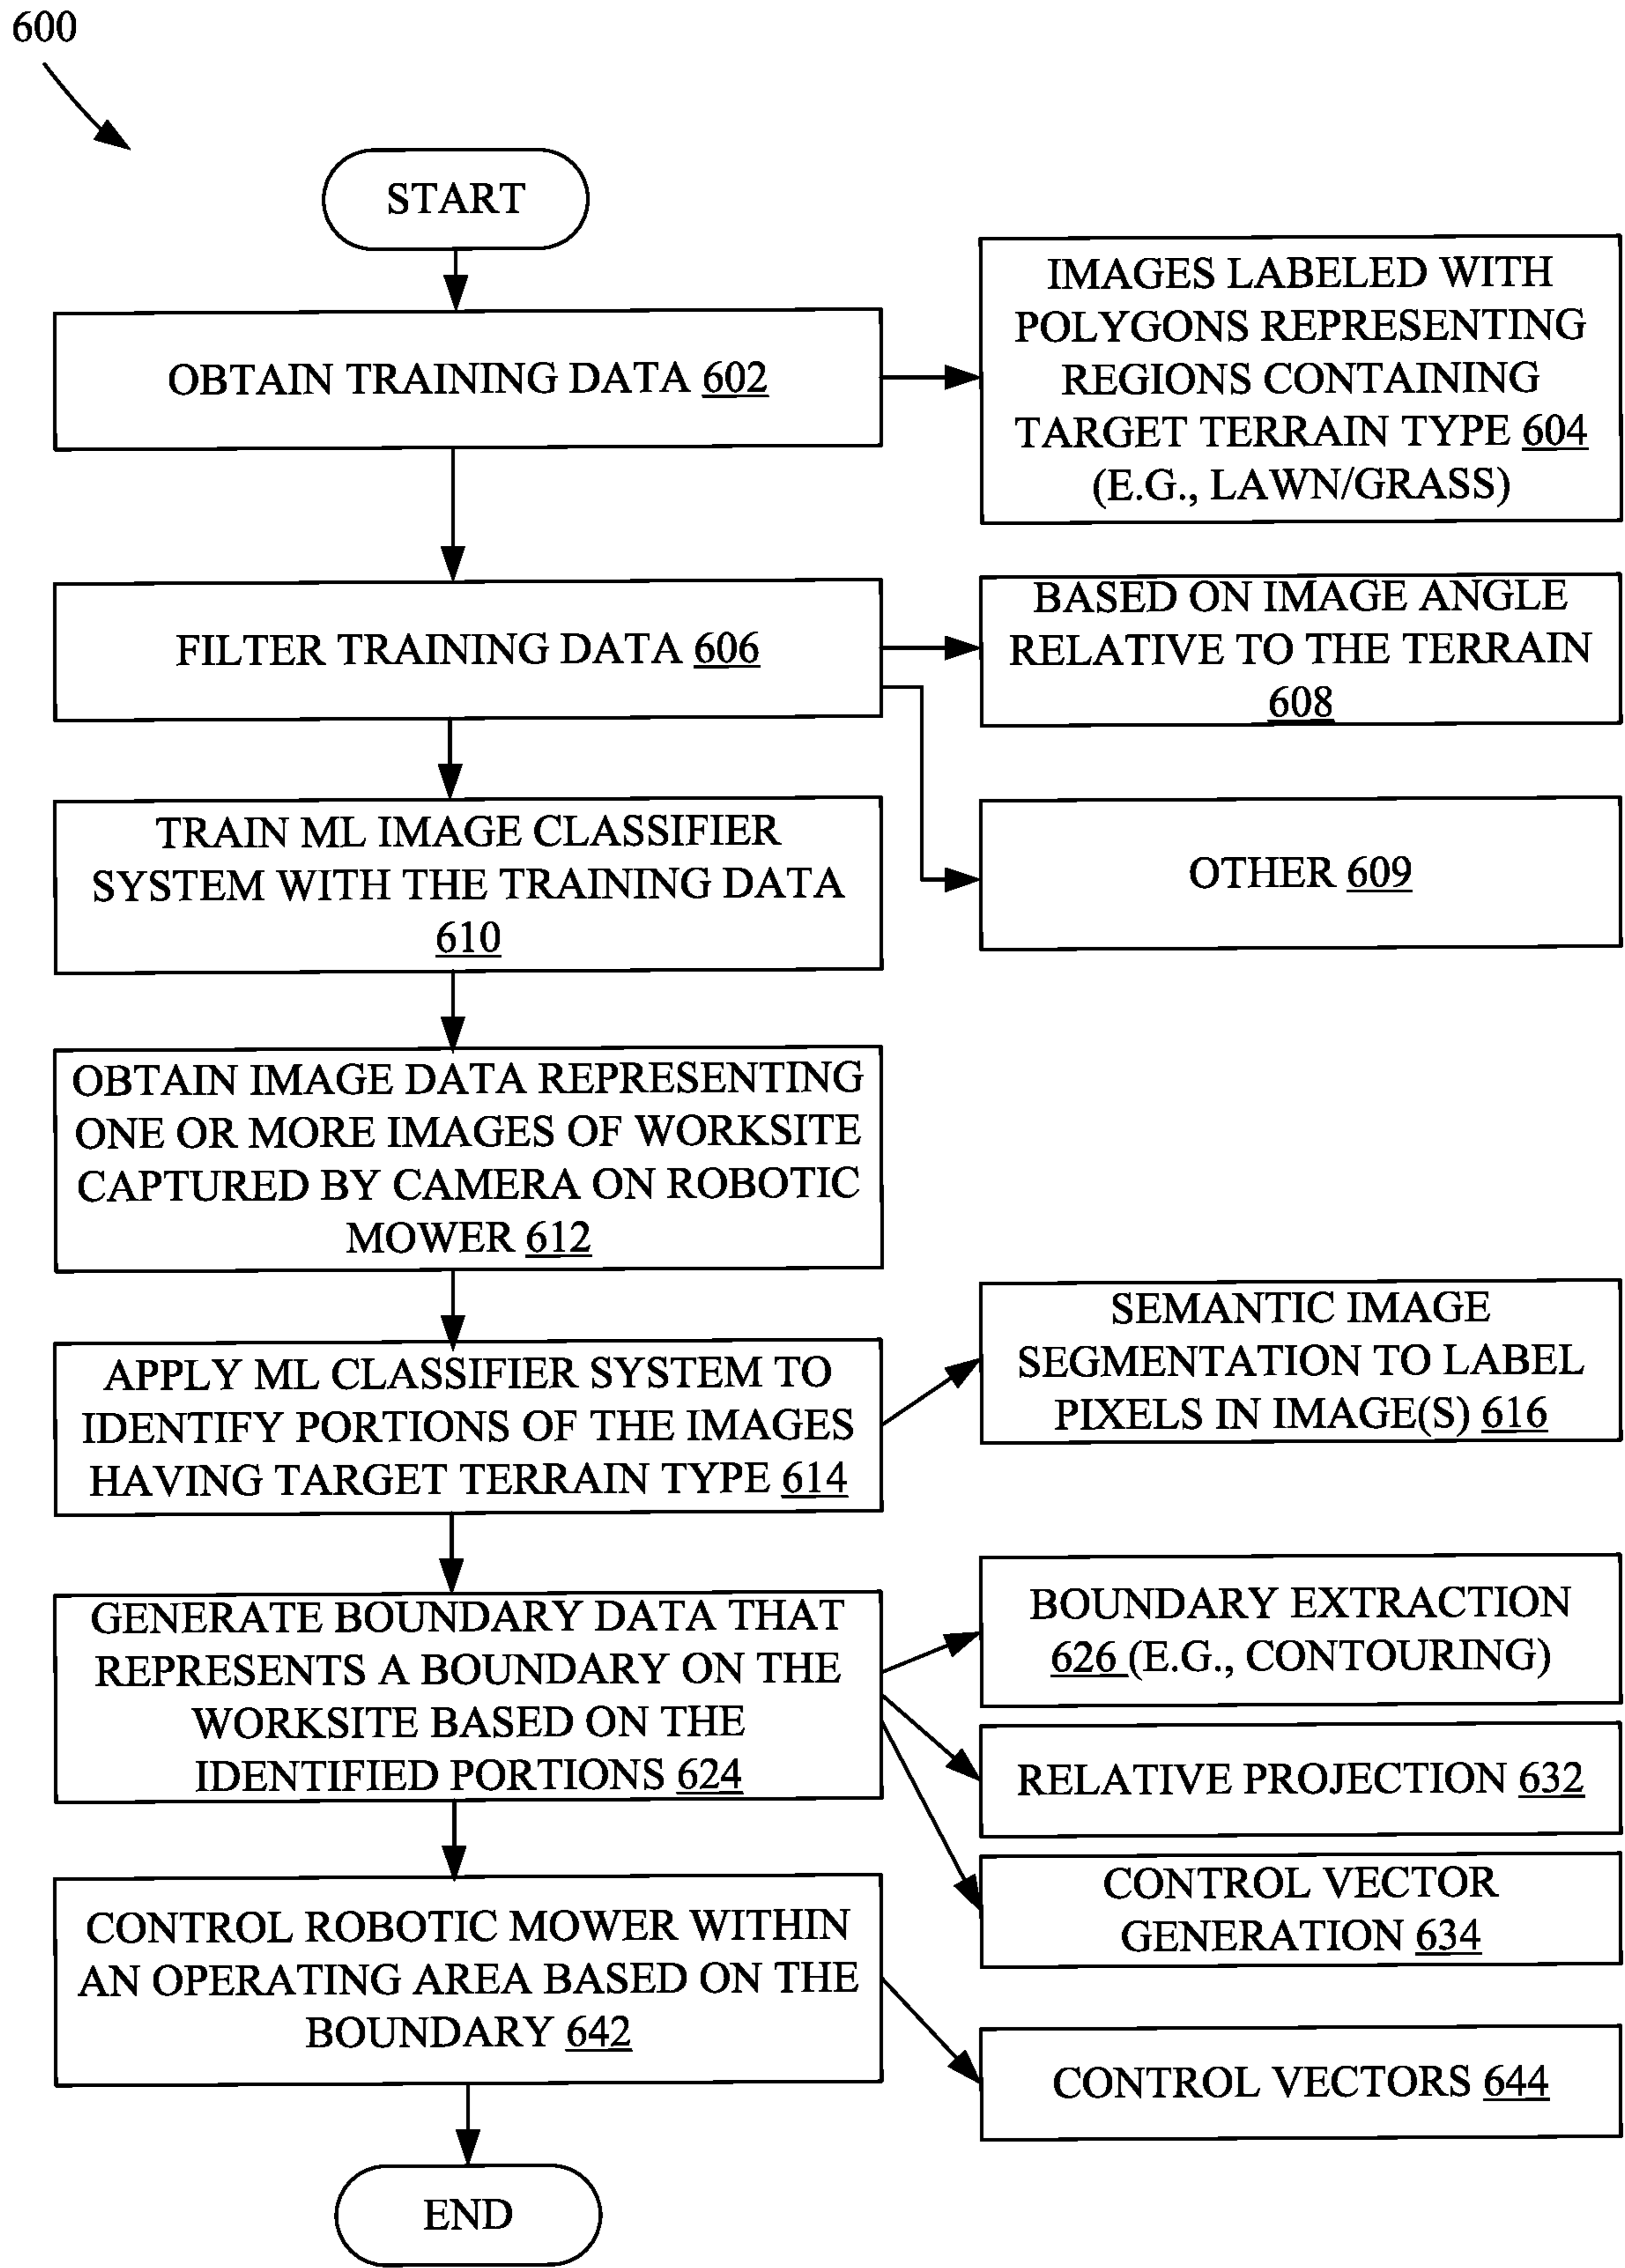 600
START
OBTAIN TRAINING DATA 602
IMAGES LABELED WITH
POLYGONS REPRESENTING
REGIONS CONTAINING
TARGET TERRAIN TYPE 604
(E.G., LAWN/GRASS)
FILTER TRAINING DATA 606
BASED ON IMAGE ANGLE
RELATIVE TO THE TERRAIN
608
OTHER 609
TRAIN ML IMAGE CLASSIFIER
SYSTEM WITH THE TRAINING DATA
610
OBTAIN IMAGE DATA REPRESENTING
ONE OR MORE IMAGES OF WORKSITE
CAPTURED BY CAMERA ON ROBOTIC
MOWER 612
APPLY ML CLASSIFIER SYSTEM TO
IDENTIFY PORTIONS OF THE IMAGES
HAVING TARGET TERRAIN TYPE 614
SEMANTIC IMAGE
SEGMENTATION TO LABEL
PIXELS IN IMAGE(S) 616
GENERATE BOUNDARY DATA THAT
REPRESENTS A BOUNDARY ON THE
WORKSITE BASED ON THE
IDENTIFIED PORTIONS 624
BOUNDARY EXTRACTION
626 (E.G., CONTOURING)
RELATIVE PROJECTION 632
CONTROL VECTOR
GENERATION 634
CONTROL ROBOTIC MOWER WITHIN
AN OPERATING AREA BASED ON THE
BOUNDARY 642
CONTROL VECTORS 644
END